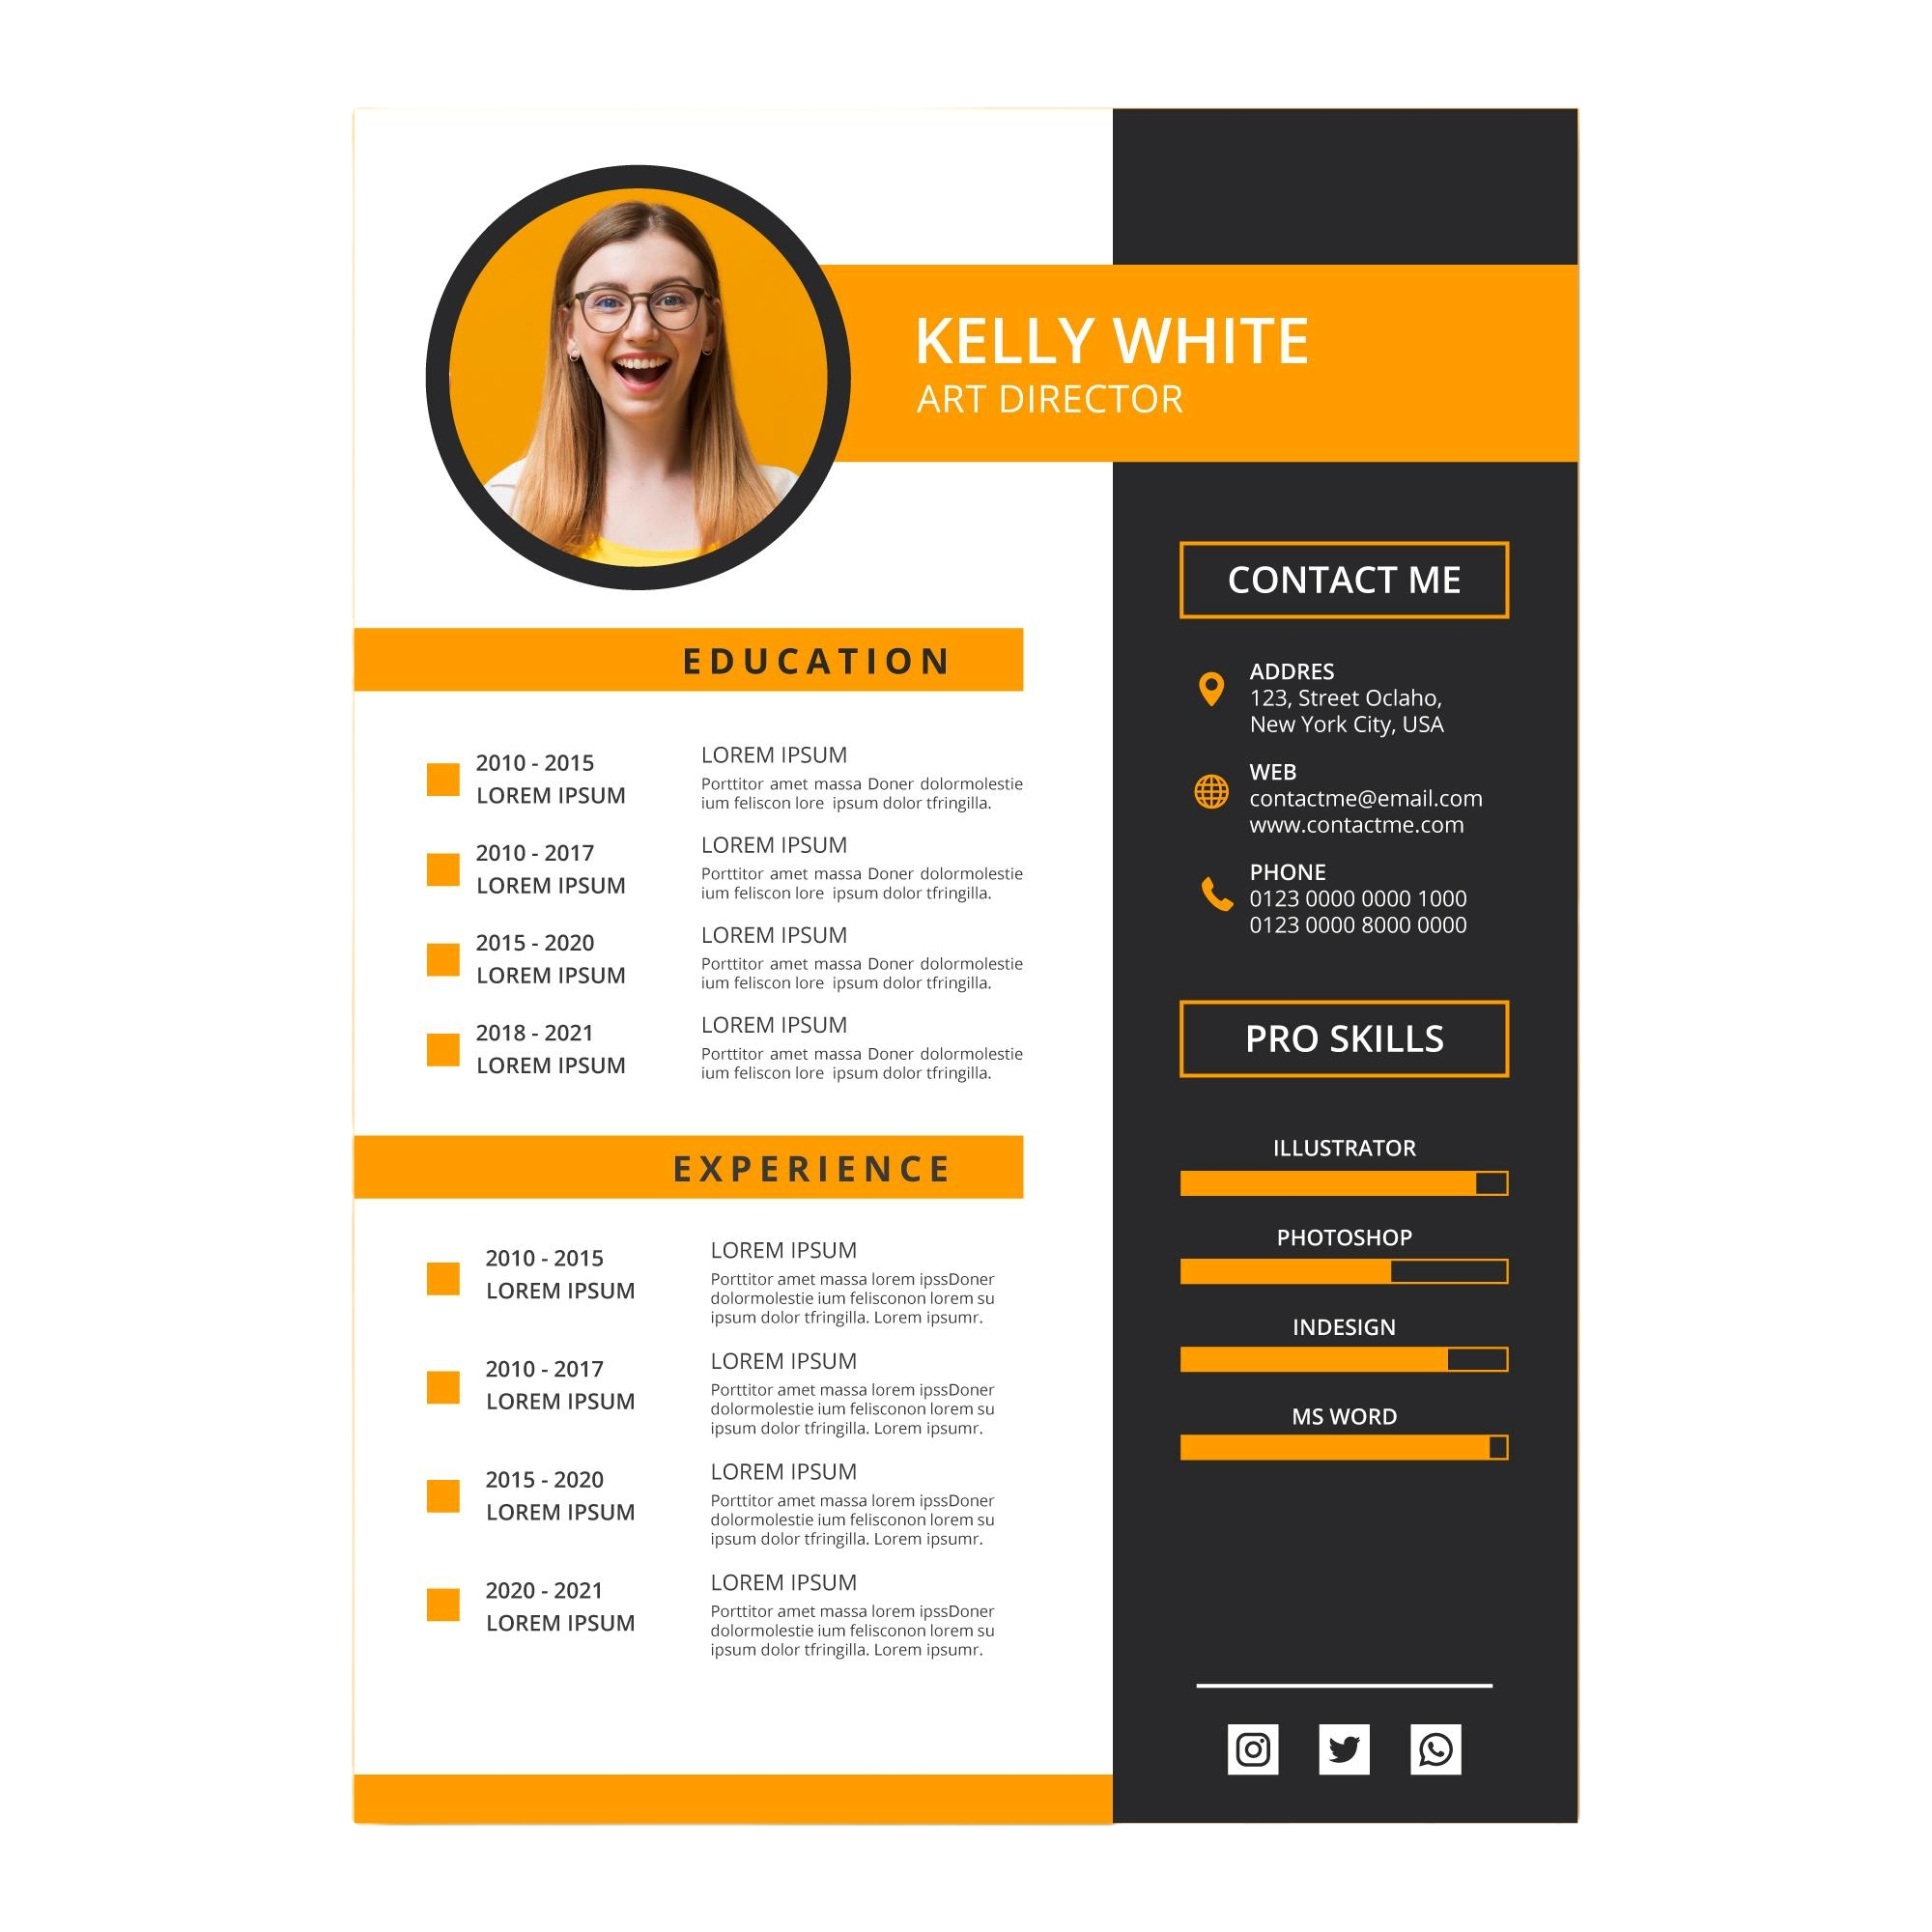 KELLY WHITE
ART DIRECTOR
EDUCATION
2010 - 2015
LOREM IPSUM
LOREM IPSUM
Porttitor amet massa Doner dolormolestie
ium feliscon lore ipsum dolor tfringilla.
2010 - 2017
LOREM IPSUM
LOREM IPSUM
Porttitor amet massa Doner dolormolestie
ium feliscon lore ipsum dolor tfringilla.
2015 - 2020
LOREM IPSUM
LOREM IPSUM
Porttitor amet massa Doner dolormolestie
ium feliscon lore ipsum dolor tfringilla.
2018 - 2021
LOREM IPSUM
LOREM IPSUM
Porttitor amet massa Doner dolormolestie
ium feliscon lore ipsum dolor tfringilla.
EXPERIENCE
2010 - 2015
LOREM IPSUM
LOREM IPSUM
Porttitor amet massa lorem ipssDoner
dolormolestie ium felisconon lorem su
ipsum dolor tfringilla. Lorem ipsumr.
2010 - 2017
LOREM IPSUM
LOREM IPSUM
Porttitor amet massa lorem ipssDoner
dolormolestie ium felisconon lorem su
ipsum dolor tfringilla. Lorem ipsumr.
2015 - 2020
LOREM IPSUM
LOREM IPSUM
Porttitor amet massa lorem ipssDoner
dolormolestie ium felisconon lorem su
ipsum dolor tfringilla. Lorem ipsumr.
2020 - 2021
LOREM IPSUM
LOREM IPSUM
Porttitor amet massa lorem ipssDoner
dolormolestie ium felisconon lorem su
ipsum dolor tfringilla. Lorem ipsumr.
CONTACT ME
ADDRES
123, Street Oclaho,
New York City, USA
WEB
contactme@email.com
www.contactme.com
PHONE
0123 0000 0000 1000
0123 0000 8000 0000
PRO SKILLS
ILLUSTRATOR
PHOTOSHOP
INDESIGN
MS WORD